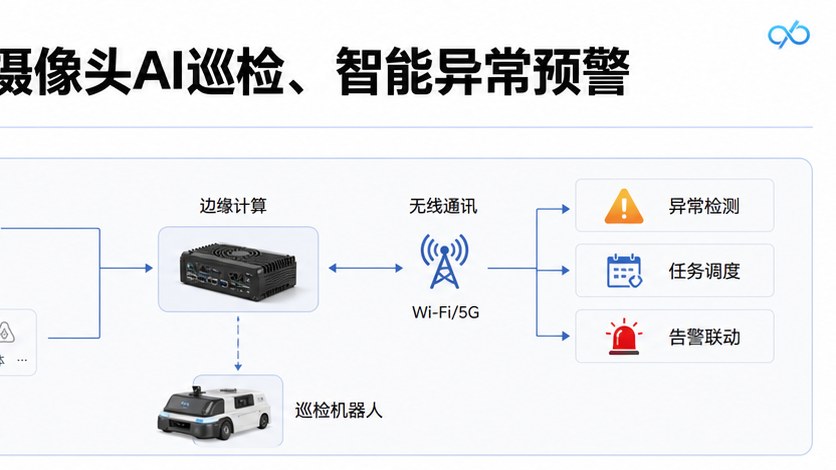 摄像头AI巡检、智能异常预警
边缘计算
无线通讯
异常检测
任务调度
Wi-Fi/5G
告警联动
体 ...
巡检机器人